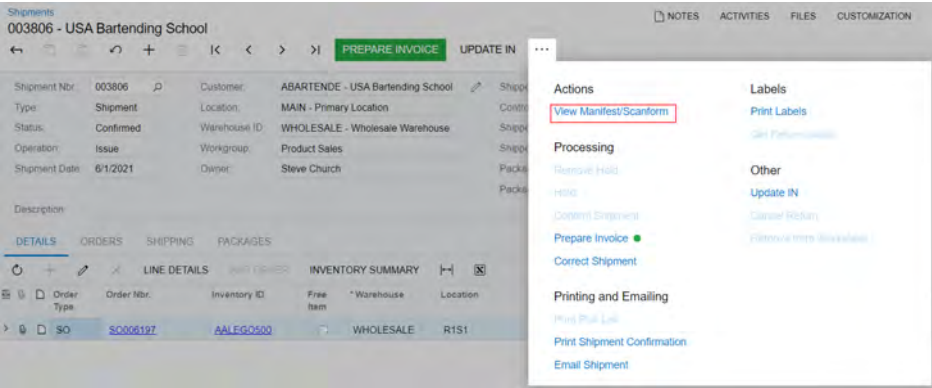 Shipments
003806 - USA Bartending School
NOTES ACTIVITIES FILES CUSTOMIZATION
PREPARE INVOICE UPDATE IN ...
Shipment Nbr.: 003806 Customer: ABARTENDE - USA Bartending School
Type: Shipment Location: MAIN - Primary Location
Status: Confirmed Warehouse ID: WHOLESALE - Wholesale Warehouse
Operation: Issue Workgroup: Product Sales
Shipment Date: 6/1/2021 Owner: Steve Church
Description:
DETAILS ORDERS SHIPPING PACKAGES
LINE DETAILS ADD ORDER INVENTORY SUMMARY
Order Type Order Nbr. Inventory ID Free Item * Warehouse Location
SO SO006197 AALEGO500 WHOLESALE R1S1
Actions
View Manifest/Scanform
Processing
Remove Hold
Hold
Confirm Shipment
Prepare Invoice
Correct Shipment
Printing and Emailing
Print Pick List
Print Shipment Confirmation
Email Shipment
Labels
Print Labels
Other
Update IN
Cancel Return